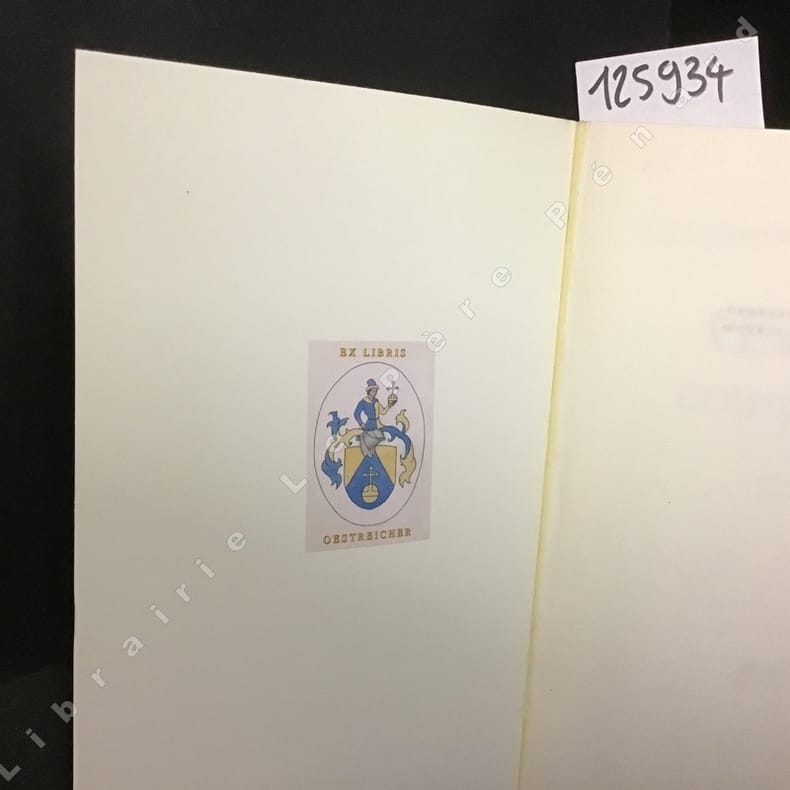 125934
EX LIBRIS
OESTREICHER
Librairie Le Père Pénard